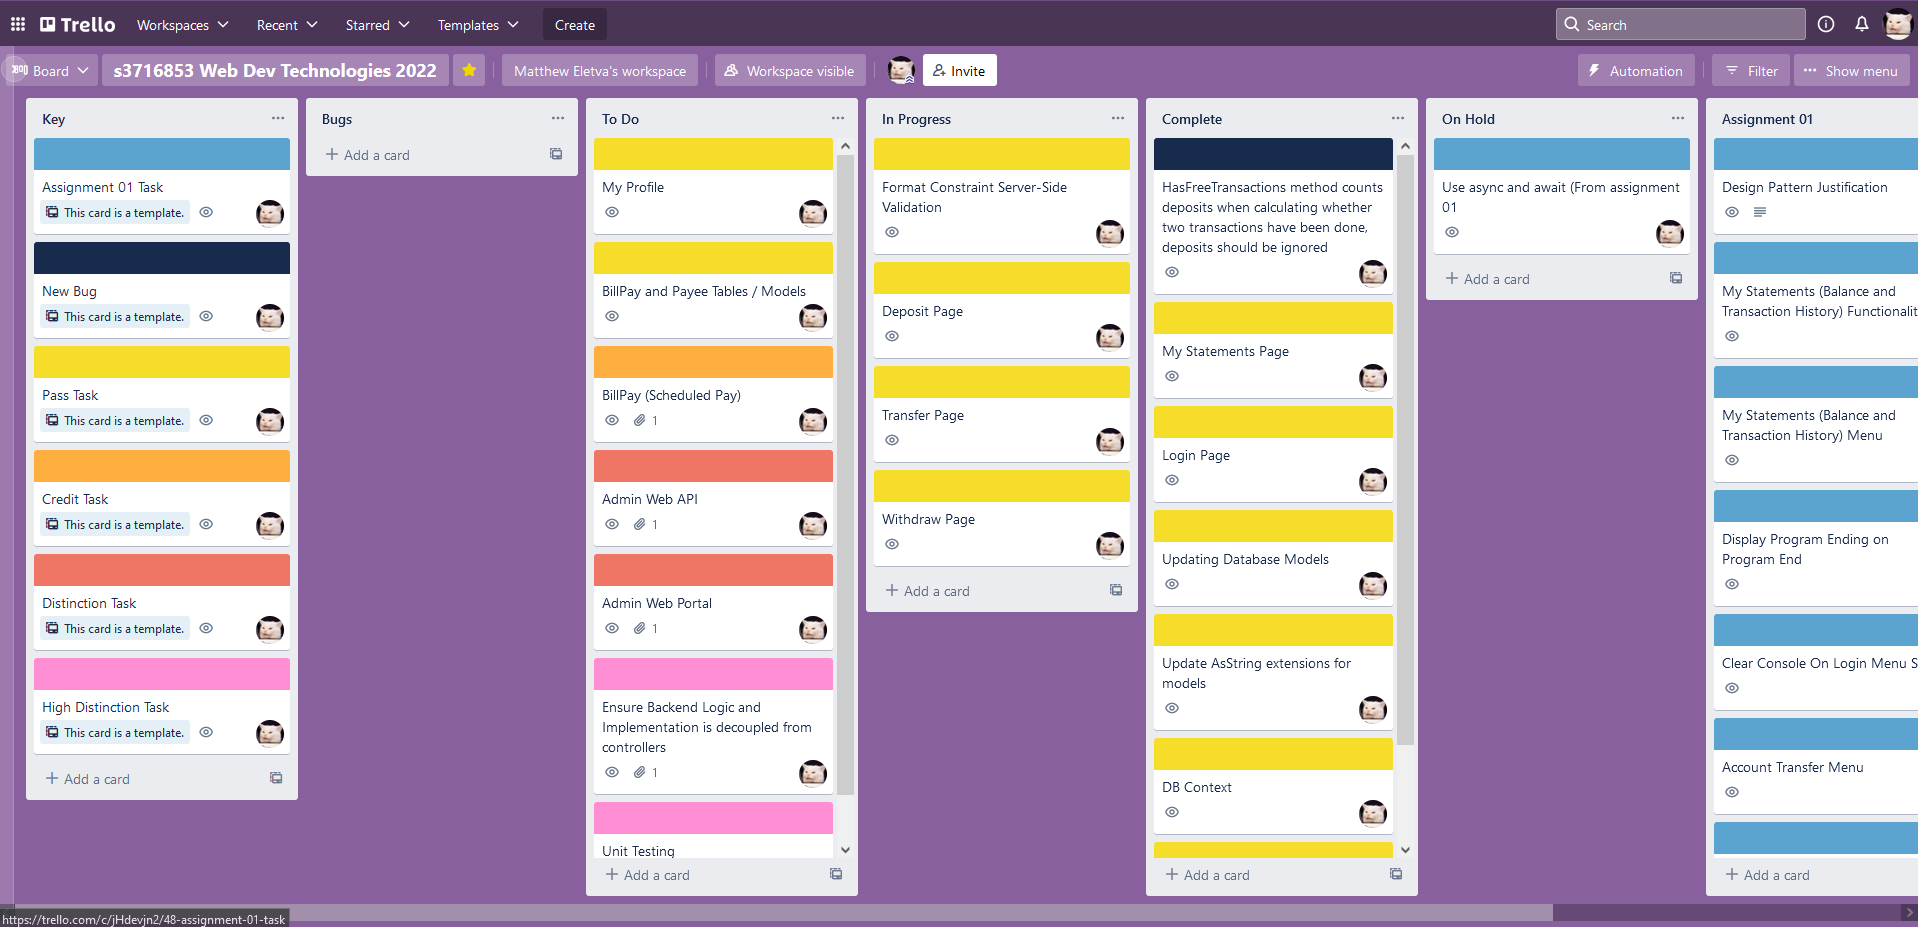 Trello
Workspaces
Recent
Starred
Templates
Create
Search
Board
s3716853 Web Dev Technologies 2022
Matthew Eletva's workspace
Workspace visible
Invite
Automation
Filter
Show menu
Key
Assignment 01 Task
This card is a template.
New Bug
This card is a template.
Pass Task
This card is a template.
Credit Task
This card is a template.
Distinction Task
This card is a template.
High Distinction Task
This card is a template.
Add a card
Bugs
Add a card
To Do
My Profile
BillPay and Payee Tables / Models
BillPay (Scheduled Pay)
1
Admin Web API
1
Admin Web Portal
1
Ensure Backend Logic and
Implementation is decoupled from
controllers
1
Unit Testing
Add a card
In Progress
Format Constraint Server-Side
Validation
Deposit Page
Transfer Page
Withdraw Page
Add a card
Complete
HasFreeTransactions method counts
deposits when calculating whether
two transactions have been done,
deposits should be ignored
My Statements Page
Login Page
Updating Database Models
Update AsString extensions for
models
DB Context
Add a card
On Hold
Use async and await (From assignment
01
Add a card
Assignment 01
Design Pattern Justification
My Statements (Balance and
Transaction History) Functionalit
My Statements (Balance and
Transaction History) Menu
Display Program Ending on
Program End
Clear Console On Login Menu S
Account Transfer Menu
Add a card
https://trello.com/c/jHdevjn2/48-assignment-01-task